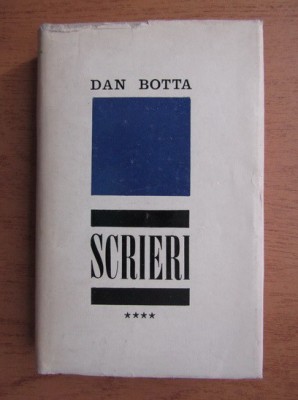 DAN BOTTA
SCRIERI
****